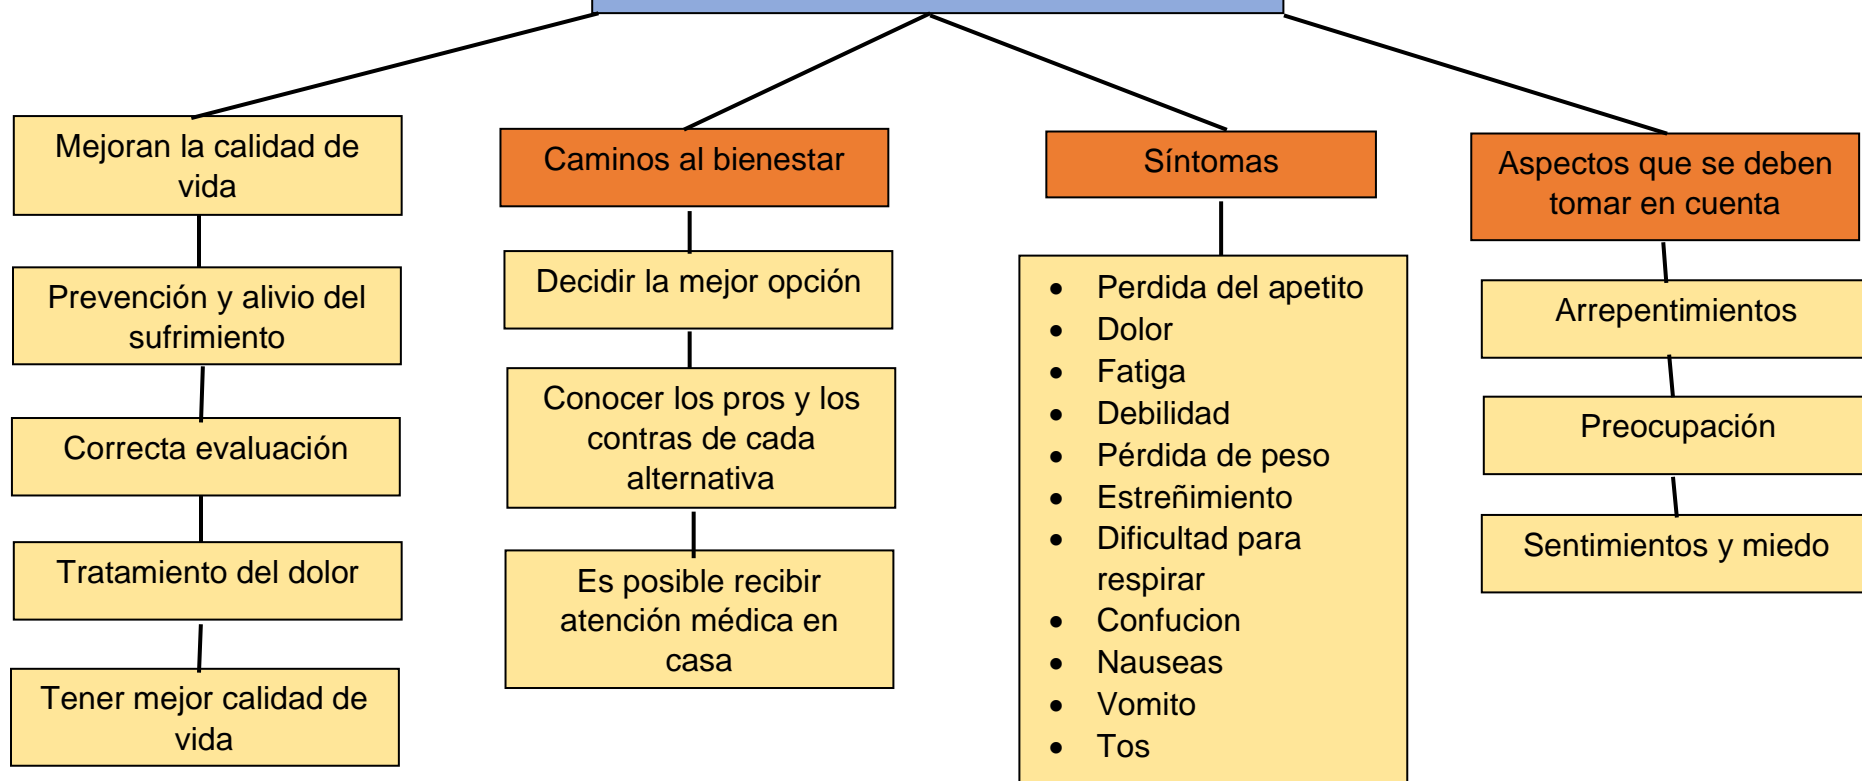 Mejoran la calidad de
vida
Prevención y alivio del
sufrimiento
Correcta evaluación
Tratamiento del dolor
Tener mejor calidad de
vida
Caminos al bienestar
Decidir la mejor opción
Conocer los pros y los
contras de cada
alternativa
Es posible recibir
atención médica en
casa
Síntomas
• Perdida del apetito
• Dolor
• Fatiga
• Debilidad
• Pérdida de peso
• Estreñimiento
• Dificultad para
respirar
• Confucion
• Nauseas
• Vomito
• Tos
Aspectos que se deben
tomar en cuenta
Arrepentimientos
Preocupación
Sentimientos y miedo